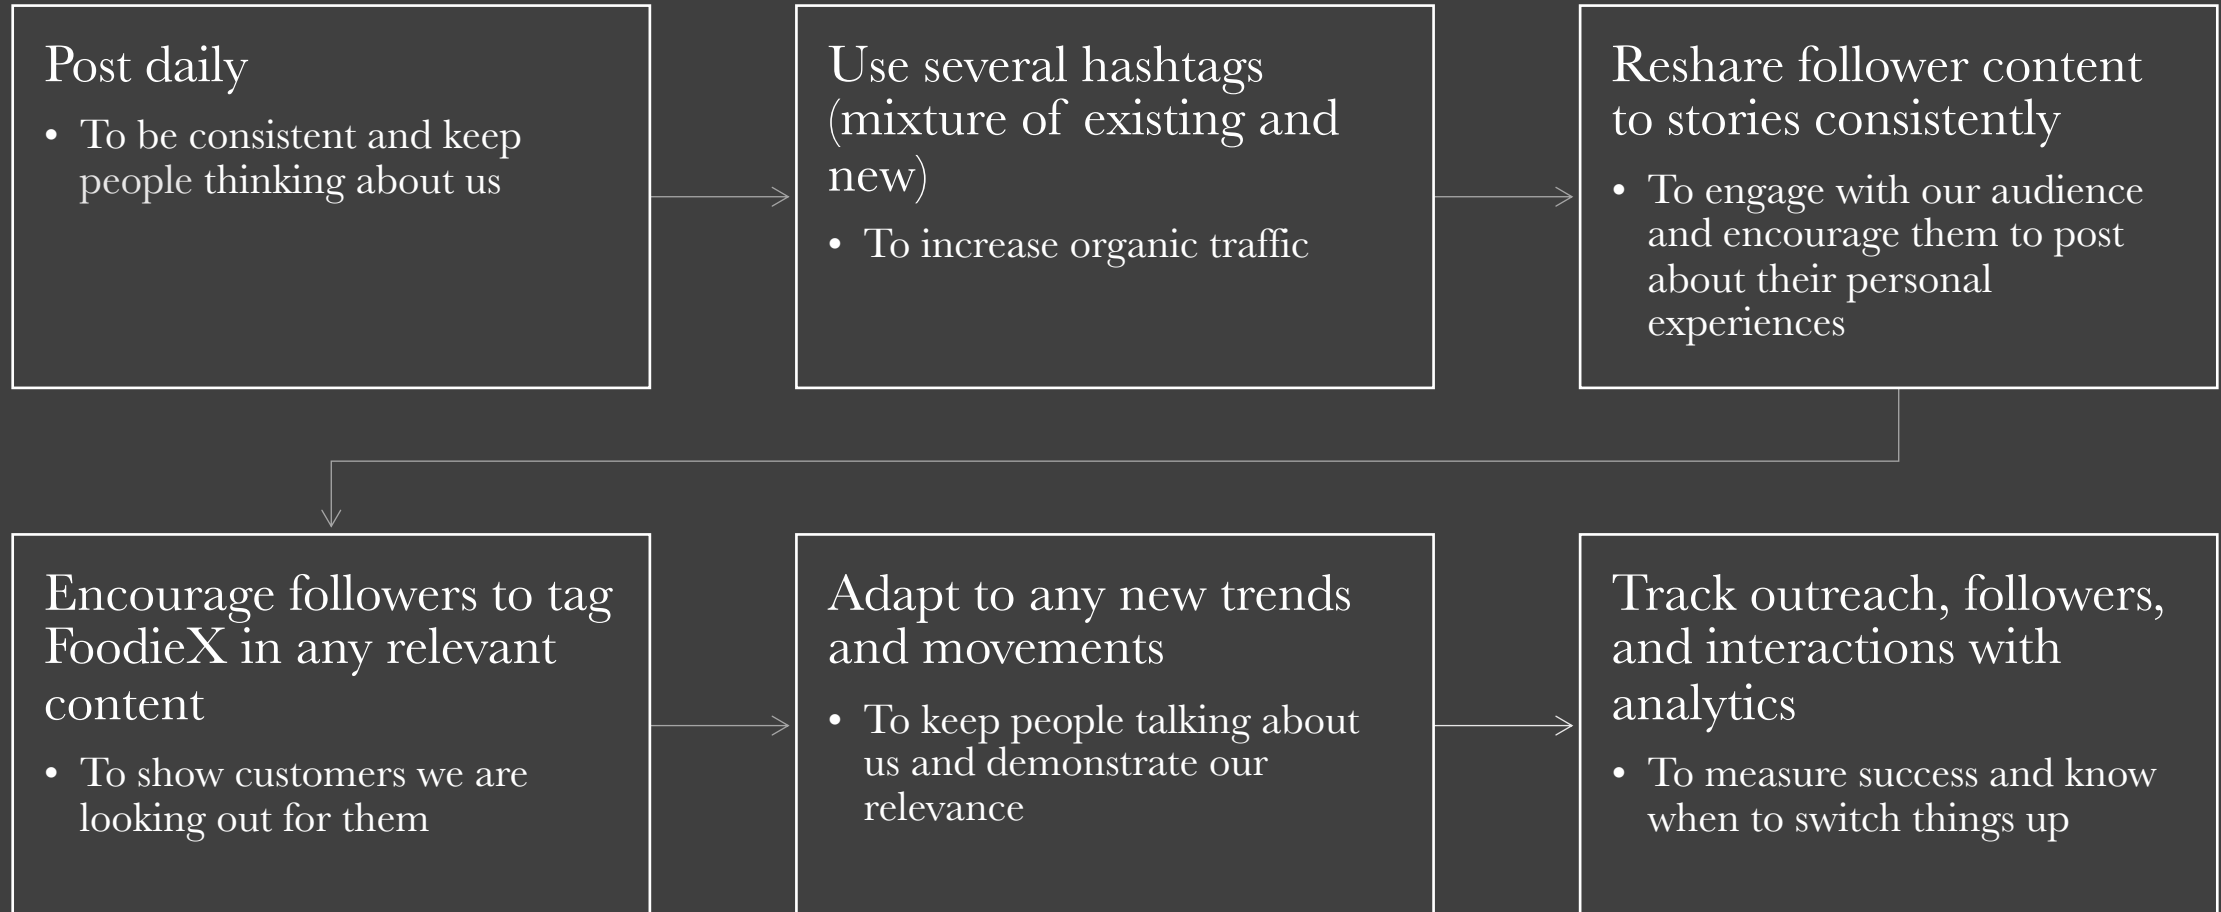 Post daily
• To be consistent and keep
people thinking about us
Use several hashtags
(mixture of existing and
new)
• To increase organic traffic
Reshare follower content
to stories consistently
• To engage with our audience
and encourage them to post
about their personal
experiences
Encourage followers to tag
FoodieX in any relevant
content
• To show customers we are
looking out for them
Adapt to any new trends
and movements
• To keep people talking about
us and demonstrate our
relevance
Track outreach, followers,
and interactions with
analytics
• To measure success and know
when to switch things up